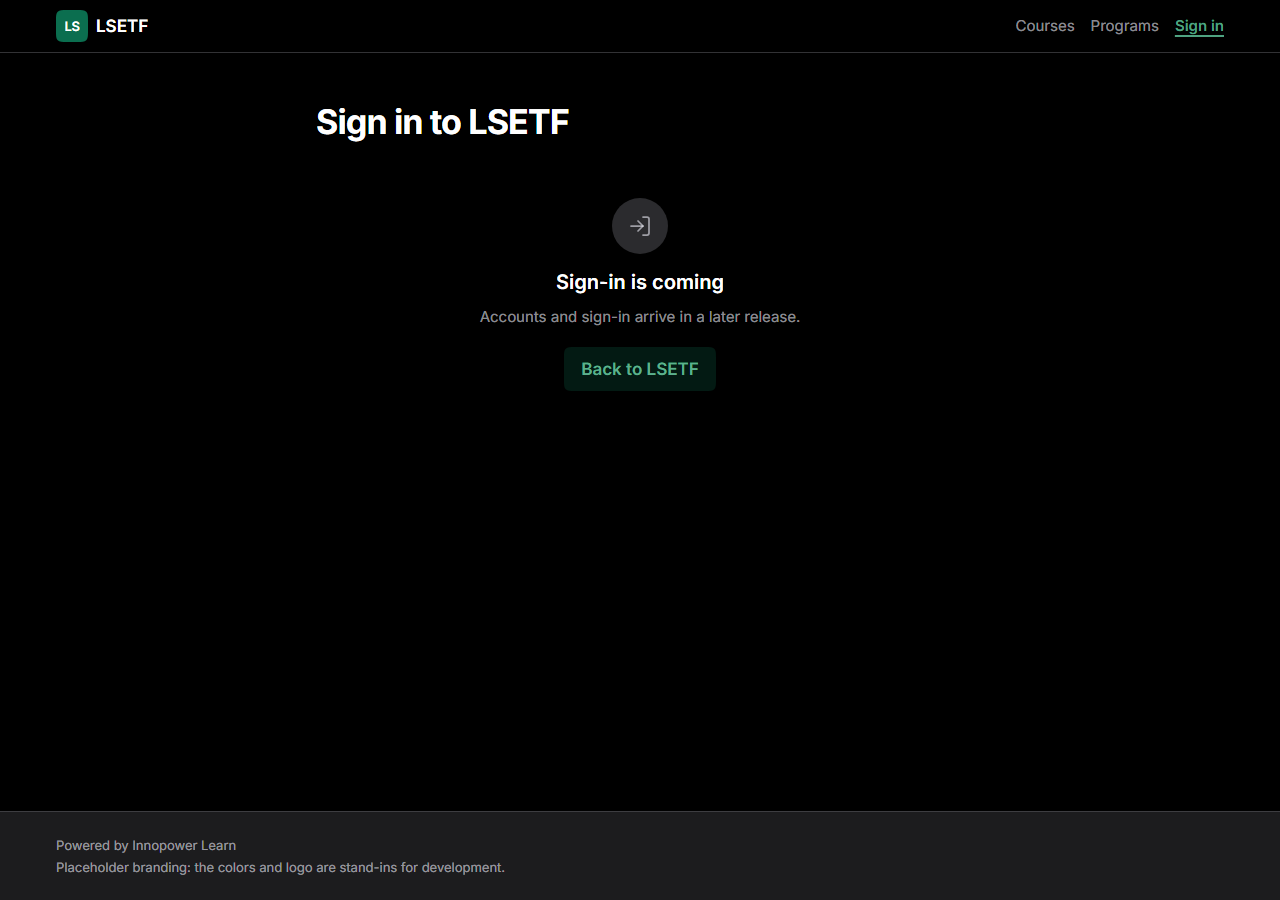 LS LSETF
Courses Programs Sign in
Sign in to LSETF
Sign-in is coming
Accounts and sign-in arrive in a later release.
Back to LSETF
Powered by Innopower Learn
Placeholder branding: the colors and logo are stand-ins for development.